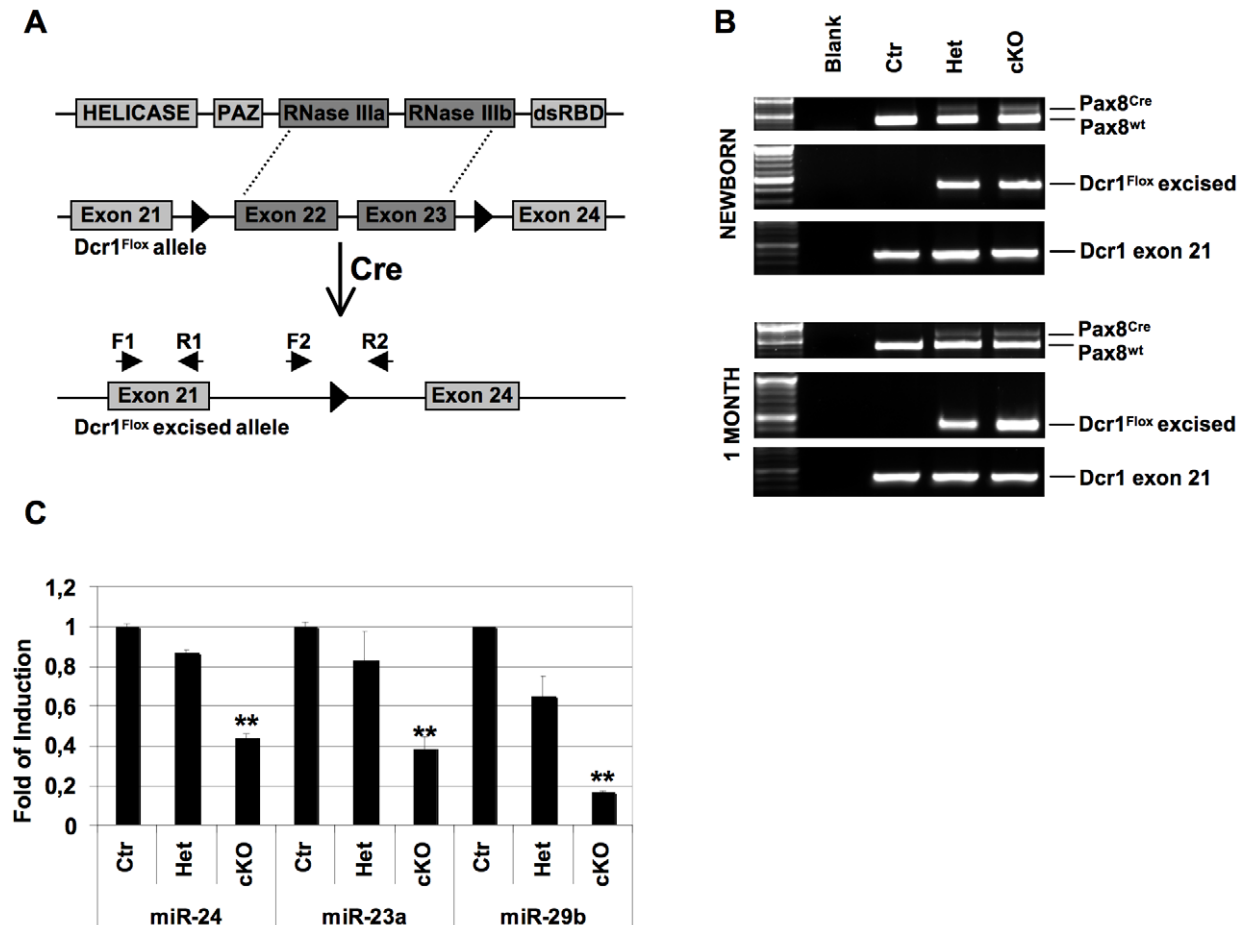 A
HELICASE PAZ RNase IIIa RNase IIIb dsRBD
Exon 21 Exon 22 Exon 23 Exon 24
Dcr1Flox allele
Cre
F1 R1 F2 R2
Exon 21 Exon 24
Dcr1Flox excised allele
B
Blank Ctr Het cKO
NEWBORN
Pax8Cre
Pax8wt
Dcr1Flox excised
Dcr1 exon 21
1 MONTH
Pax8Cre
Pax8wt
Dcr1Flox excised
Dcr1 exon 21
C
Fold of Induction
1,2
1
0,8
0,6
0,4
0,2
0
** ** **
Ctr Het cKO Ctr Het cKO Ctr Het cKO
miR-24 miR-23a miR-29b